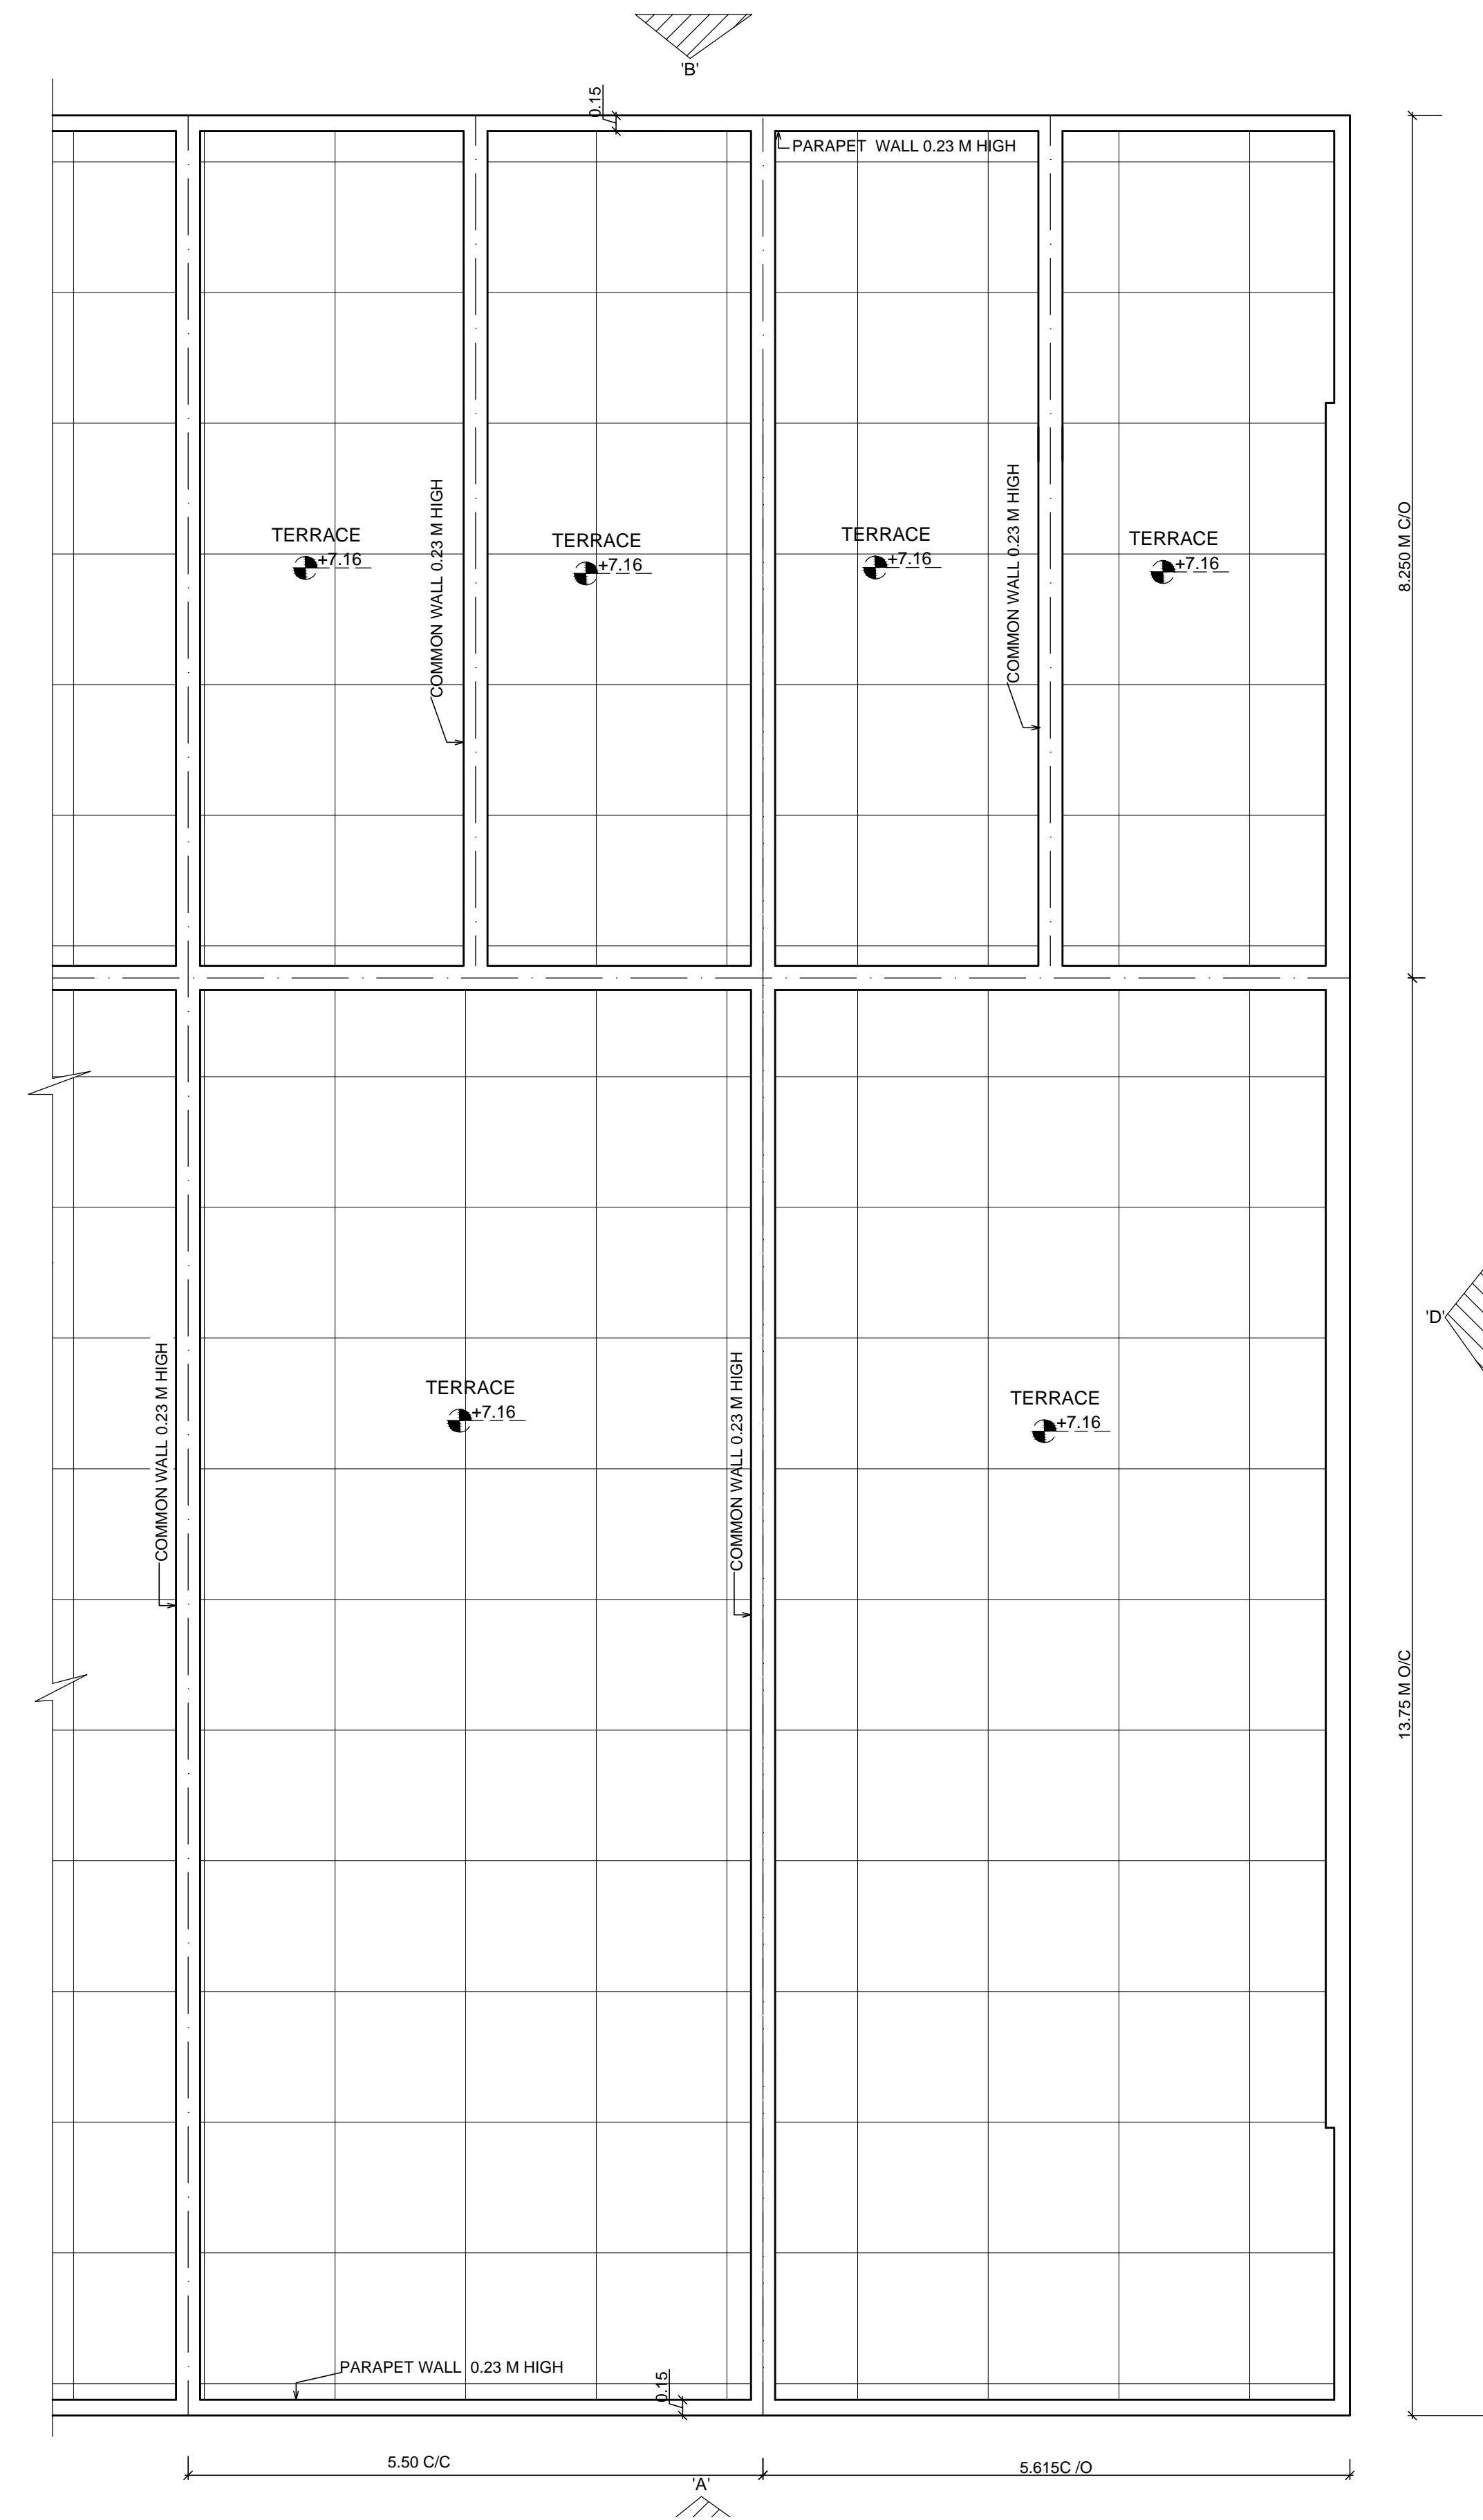 'B'
0.15
PARAPET WALL 0.23 M HIGH
COMMON WALL 0.23 M HIGH
COMMON WALL 0.23 M HIGH
8.250 M C/O
TERRACE
+7.16
TERRACE
+7.16
TERRACE
+7.16
TERRACE
+7.16
'D'
COMMON WALL 0.23 M HIGH
COMMON WALL 0.23 M HIGH
TERRACE
+7.16
TERRACE
+7.16
13.75 M O/C
PARAPET WALL 0.23 M HIGH
0.15
5.50 C/C
5.615C /O
'A'